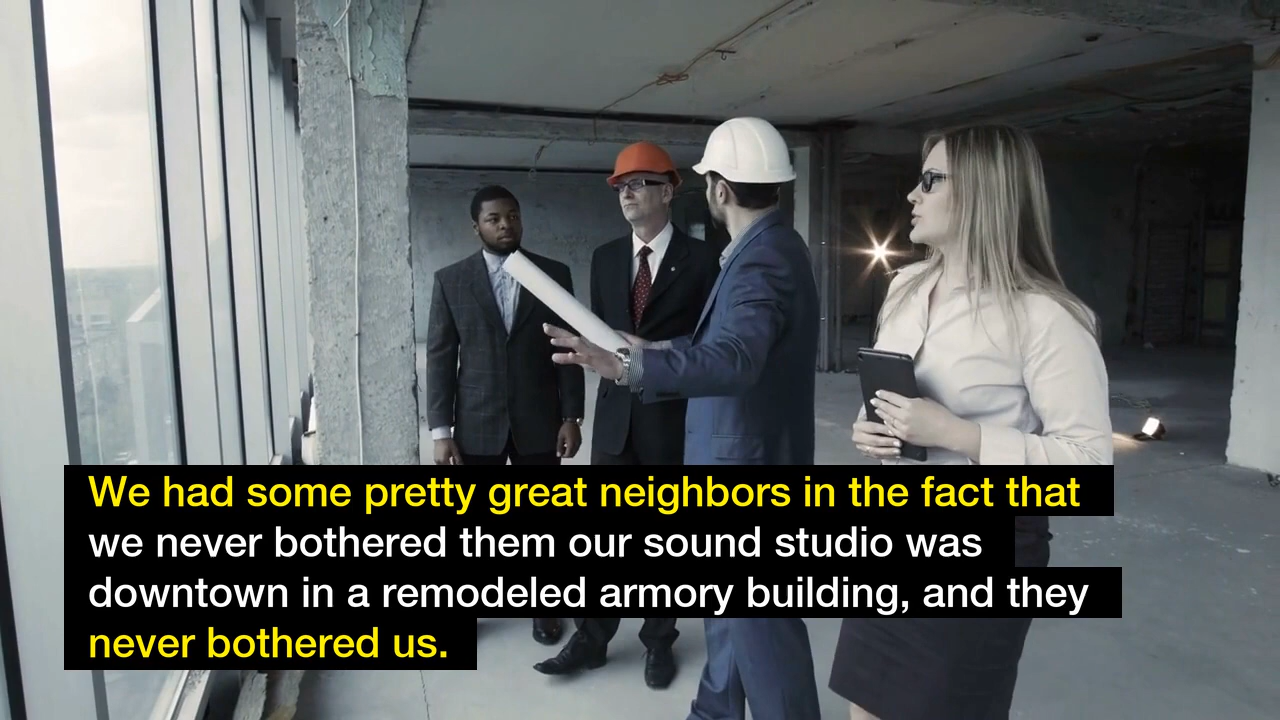 We had some pretty great neighbors in the fact that
we never bothered them our sound studio was
downtown in a remodeled armory building, and they
never bothered us.